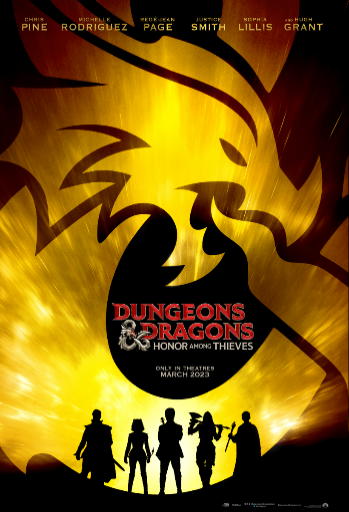 CHRIS PINE MICHELLE RODRIGUEZ REGÉ-JEAN PAGE JUSTICE SMITH SOPHIA LILLIS AND HUGH GRANT
DUNGEONS
& DRAGONS
HONOR AMONG THIEVES
ONLY IN THEATRES
MARCH 2023